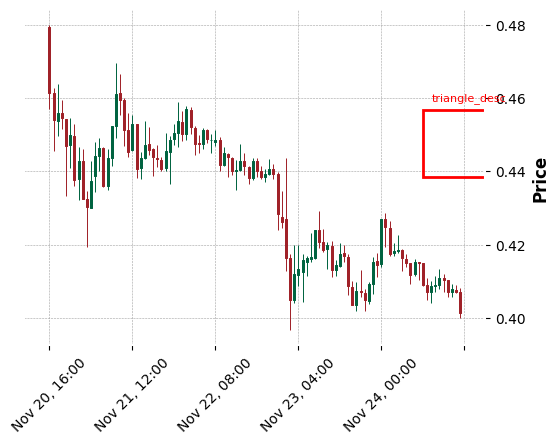 0.48
triangle_desc
0.46
0.44
0.42
0.40
Price
Nov 20, 16:00
Nov 21, 12:00
Nov 22, 08:00
Nov 23, 04:00
Nov 24, 00:00